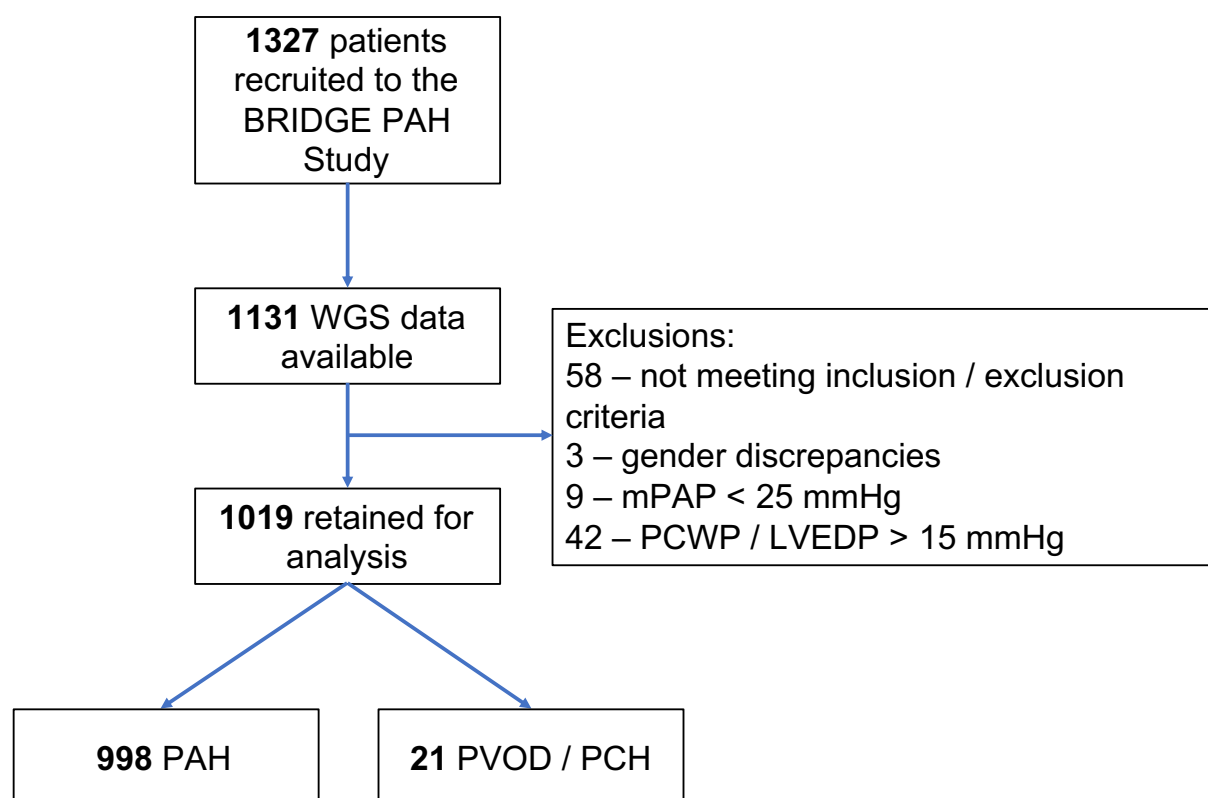 1327 patients
recruited to the
BRIDGE PAH
Study
1131 WGS data
available
Exclusions:
58 – not meeting inclusion / exclusion
criteria
3 – gender discrepancies
9 – mPAP < 25 mmHg
42 – PCWP / LVEDP > 15 mmHg
1019 retained for
analysis
998 PAH
21 PVOD / PCH